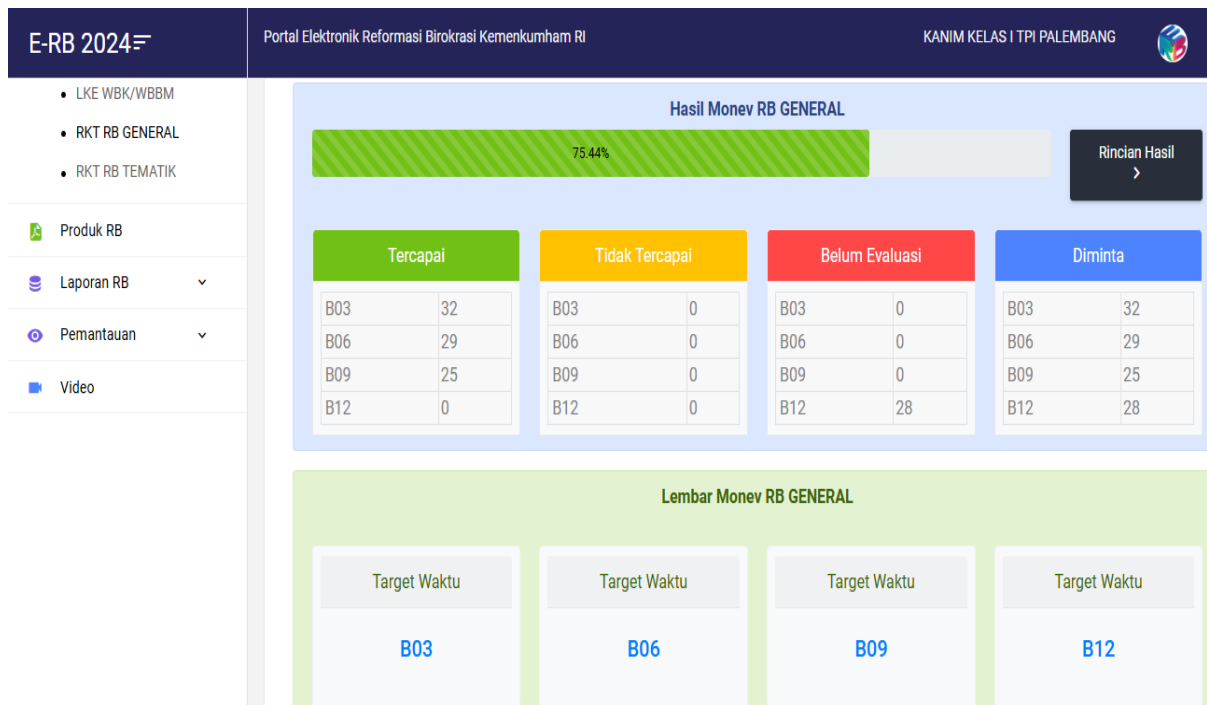 E-RB 2024
Portal Elektronik Reformasi Birokrasi Kemenkumham RI
KANIM KELAS I TPI PALEMBANG
LKE WBK/WBBM
RKT RB GENERAL
RKT RB TEMATIK
Produk RB
Laporan RB
Pemantauan
Video
Hasil Monev RB GENERAL
75.44%
Rincian Hasil
>
Tercapai
B03 32
B06 29
B09 25
B12 0
Tidak Tercapai
B03 0
B06 0
B09 0
B12 0
Belum Evaluasi
B03 0
B06 0
B09 0
B12 28
Diminta
B03 32
B06 29
B09 25
B12 28
Lembar Monev RB GENERAL
Target Waktu
B03
Target Waktu
B06
Target Waktu
B09
Target Waktu
B12